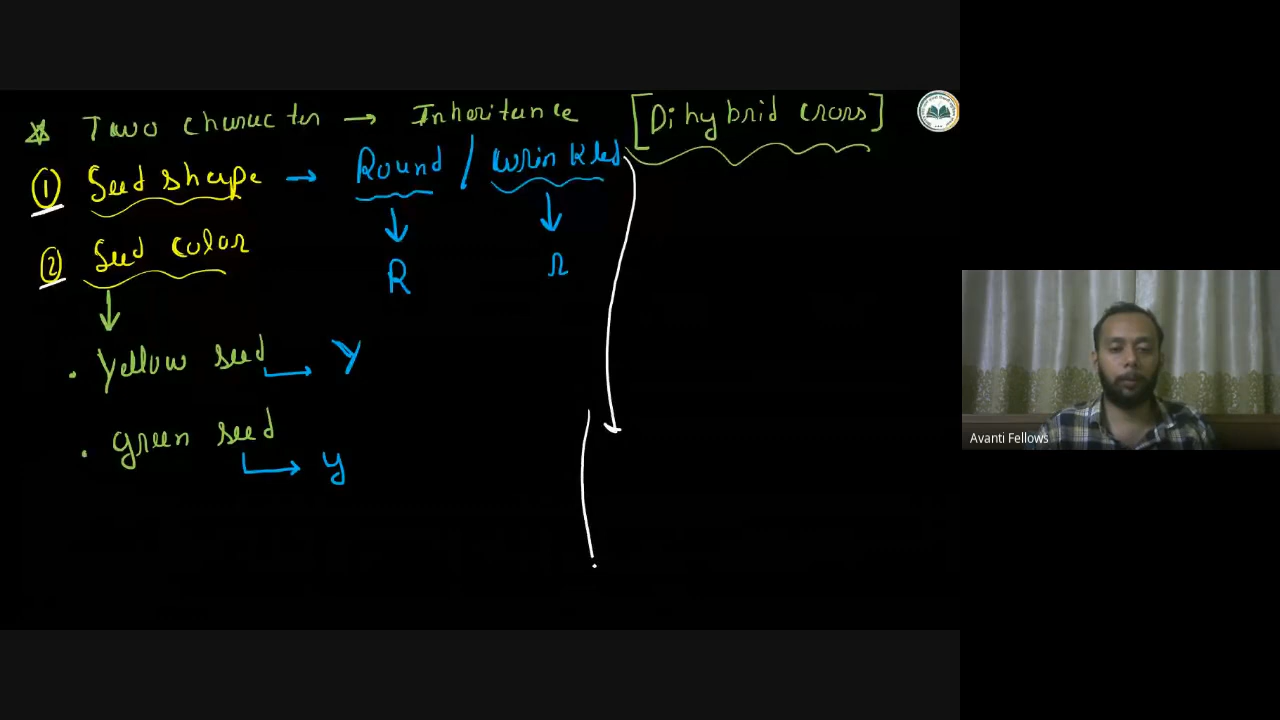 Two character → Inheritance [Dihybrid cross]
① Seed shape → Round / wrinkled
R r
② Seed color
• Yellow seed → Y
• green seed → y
Avanti Fellows